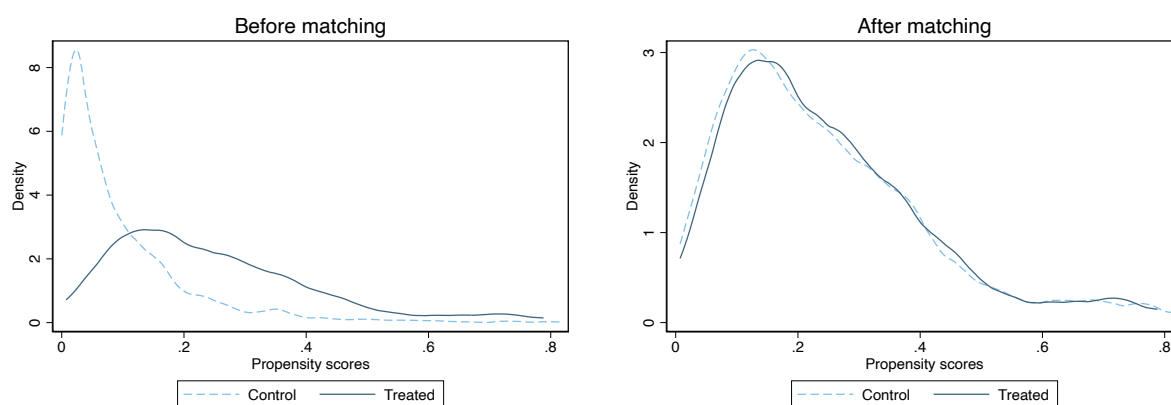 Before matching
Density
8
6
4
2
0
0 .2 .4 .6 .8
Propensity scores
Control Treated
After matching
Density
3
2
1
0
0 .2 .4 .6 .8
Propensity scores
Control Treated